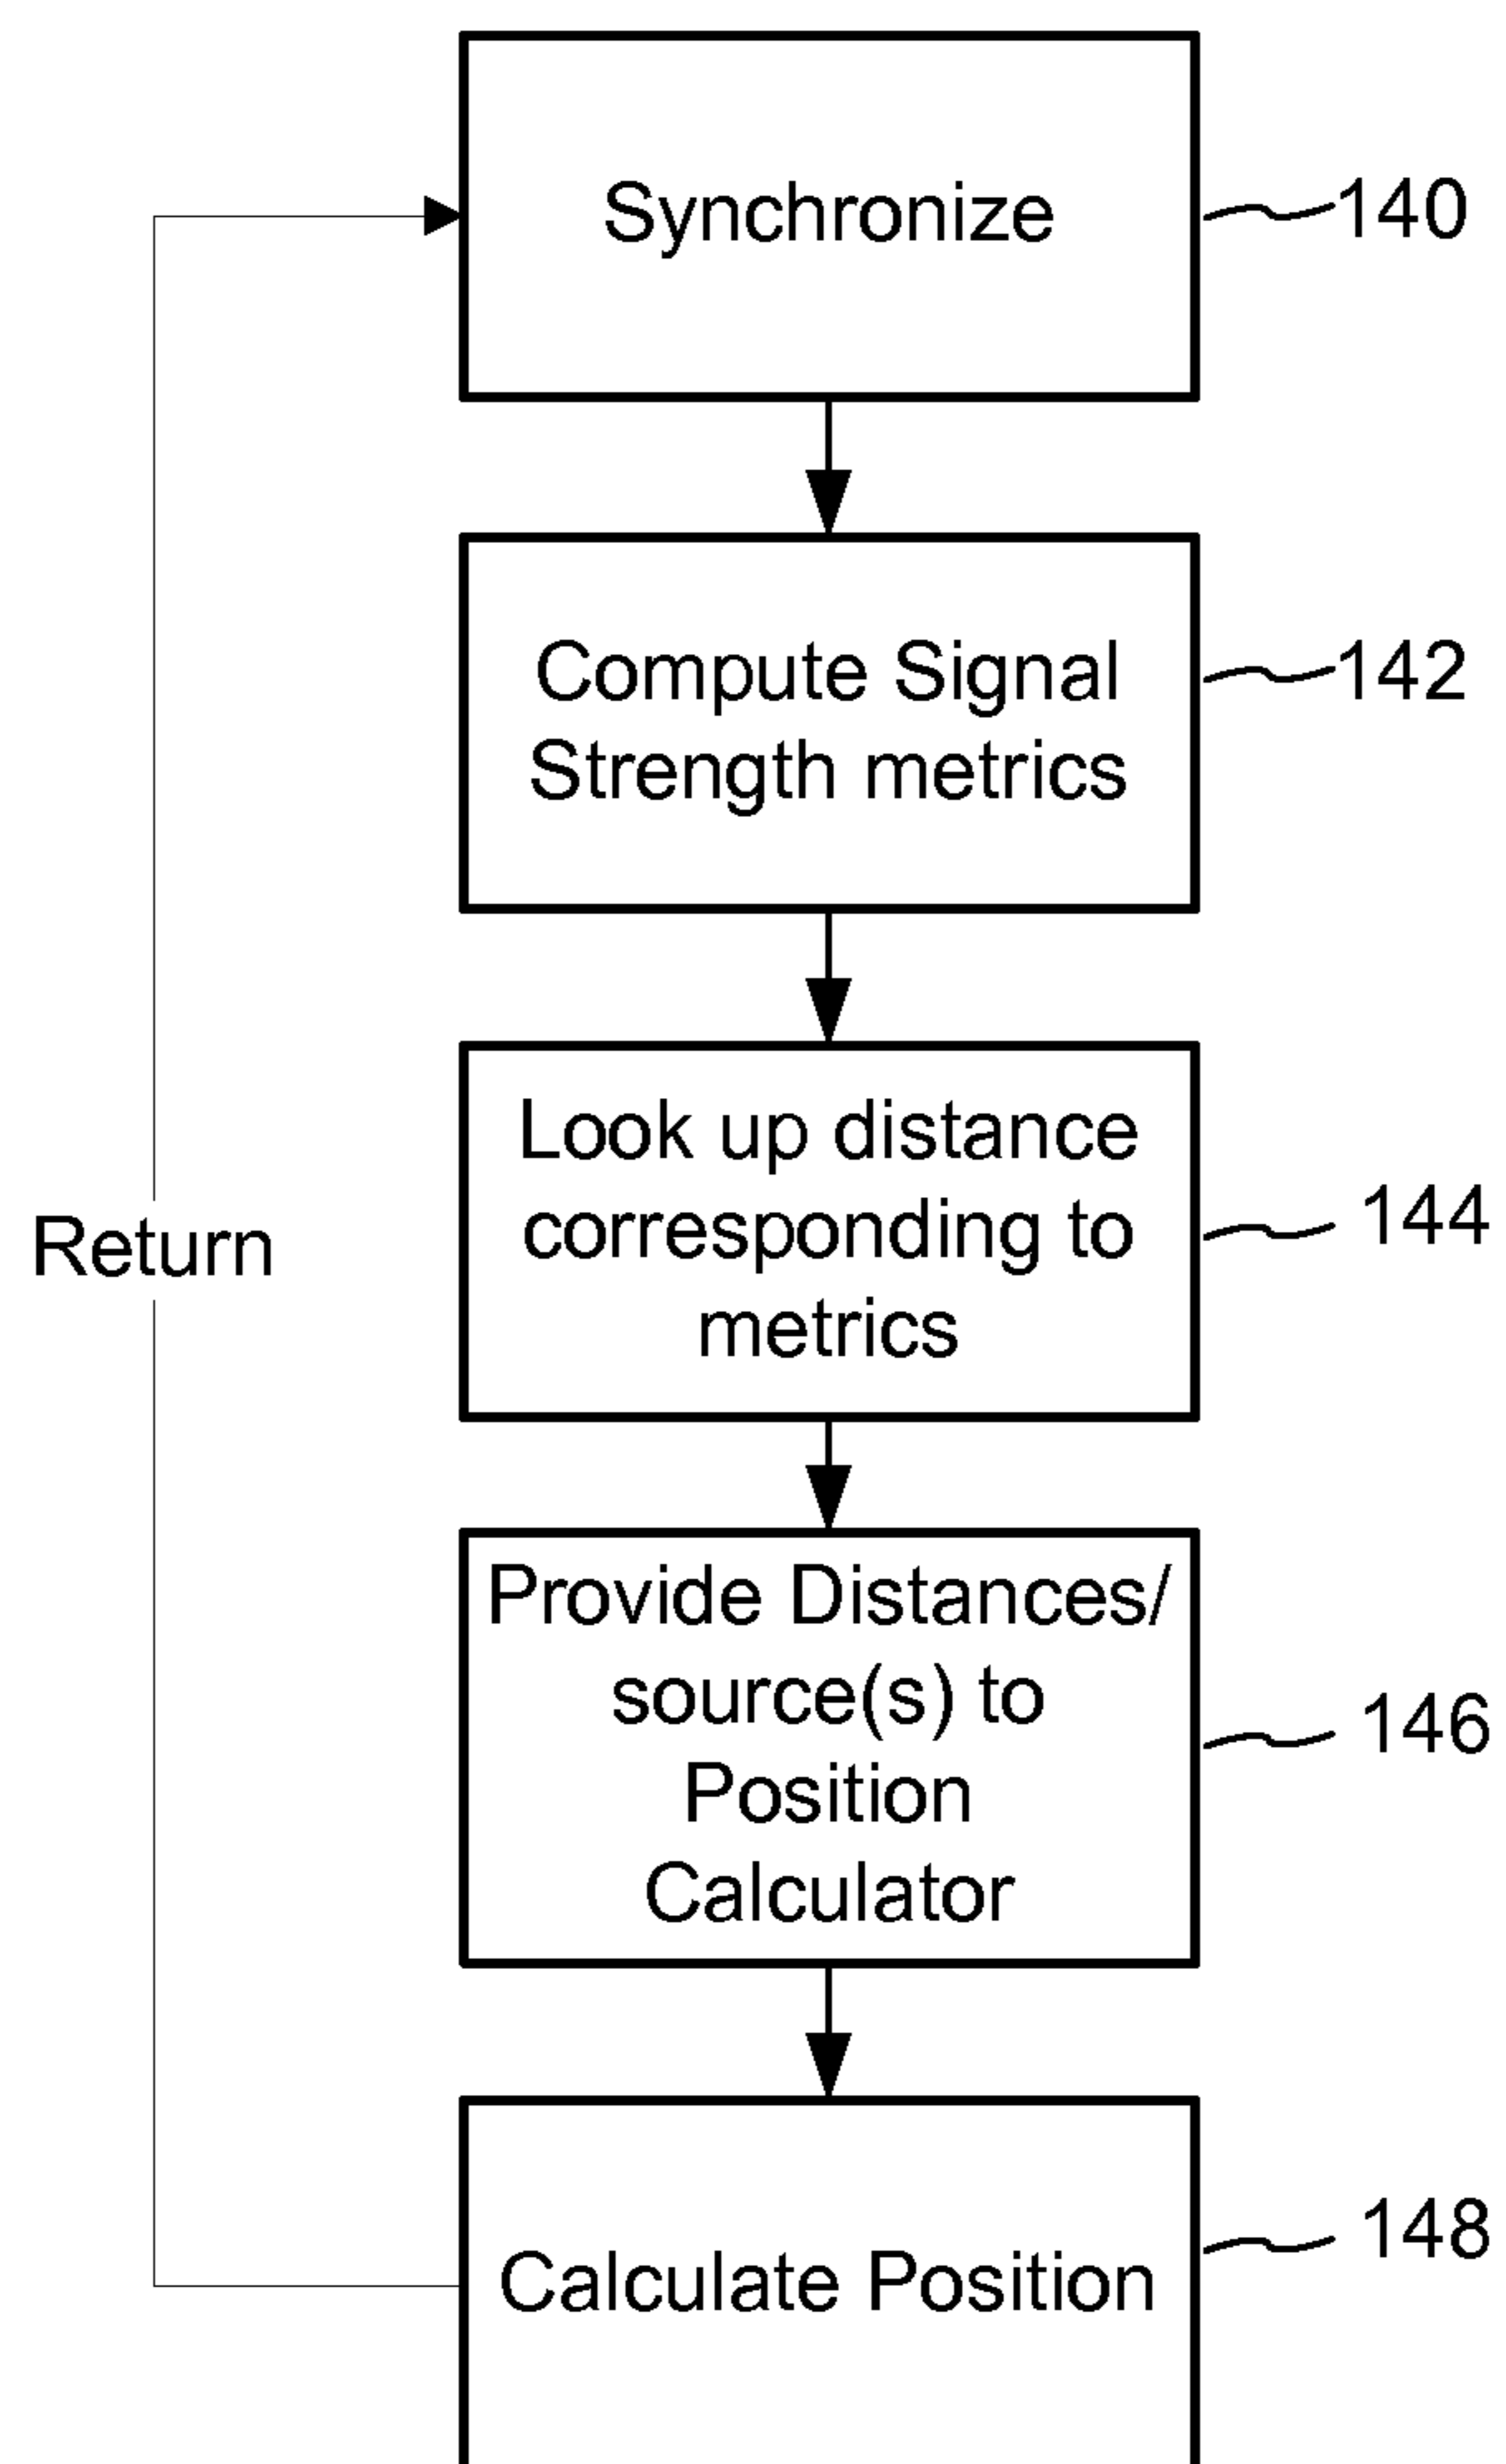 Synchronize
140
Compute Signal
Strength metrics
142
Look up distance
corresponding to
metrics
144
Return
Provide Distances/
source(s) to
Position
Calculator
146
Calculate Position
148